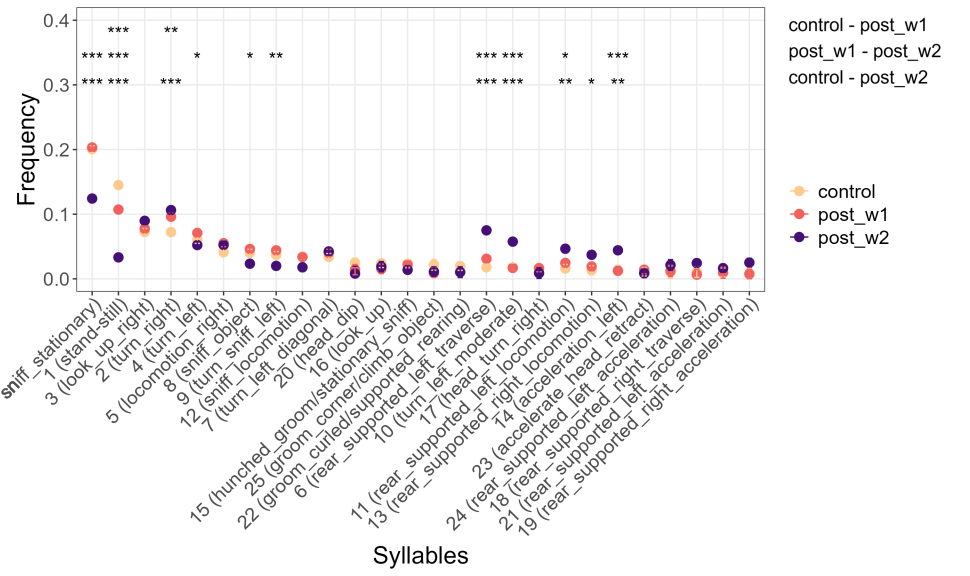 0.4
0.3
0.2
0.1
0.0
Frequency
*** **
*** *** * * ** *** *** * ***
*** *** *** *** *** ** * **
control - post_w1
post_w1 - post_w2
control - post_w2
control
post_w1
post_w2
sniff_stationary)
1 (stand-still)
3 (look_up_right)
2 (turn_right)
4 (turn_left)
5 (locomotion_right)
8 (sniff_object)
9 (turn_sniff_left)
12 (sniff_locomotion)
7 (turn_left_diagonal)
20 (head_dip)
16 (look_up)
15 (hunched_groom/stationary_sniff)
25 (groom_corner/climb_object)
22 (groom_curled/supported_rearing)
6 (rear_supported_left_traverse)
10 (turn_left_moderate)
17 (head_turn_right)
11 (rear_supported_left_locomotion)
13 (rear_supported_right_locomotion)
14 (acceleration_turn_left)
23 (accelerate_head_retract)
24 (rear_supported_left_acceleration)
18 (rear_supported_right_traverse)
21 (rear_supported_left_acceleration)
19 (rear_supported_right_acceleration)
Syllables